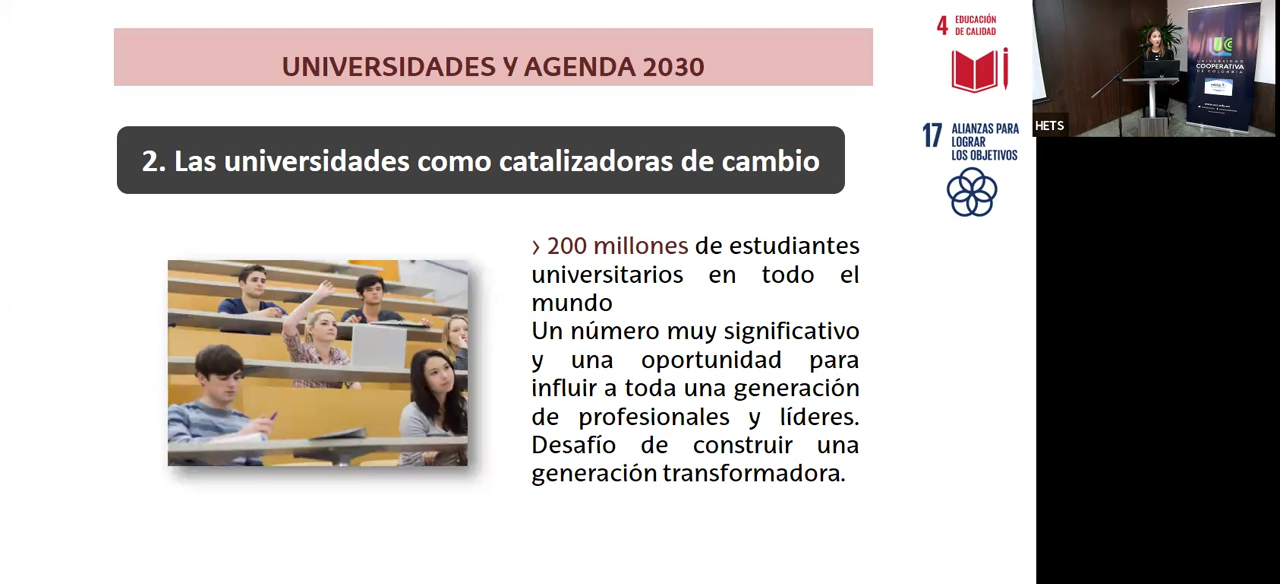 UNIVERSIDADES Y AGENDA 2030
2. Las universidades como catalizadoras de cambio
› 200 millones de estudiantes
universitarios en todo el
mundo
Un número muy significativo
y una oportunidad para
influir a toda una generación
de profesionales y líderes.
Desafío de construir una
generación transformadora.
4 EDUCACIÓN
DE CALIDAD
17 ALIANZAS PARA
LOGRAR
LOS OBJETIVOS
HETS
UCC
UNIVERSIDAD
COOPERATIVA
DE COLOMBIA